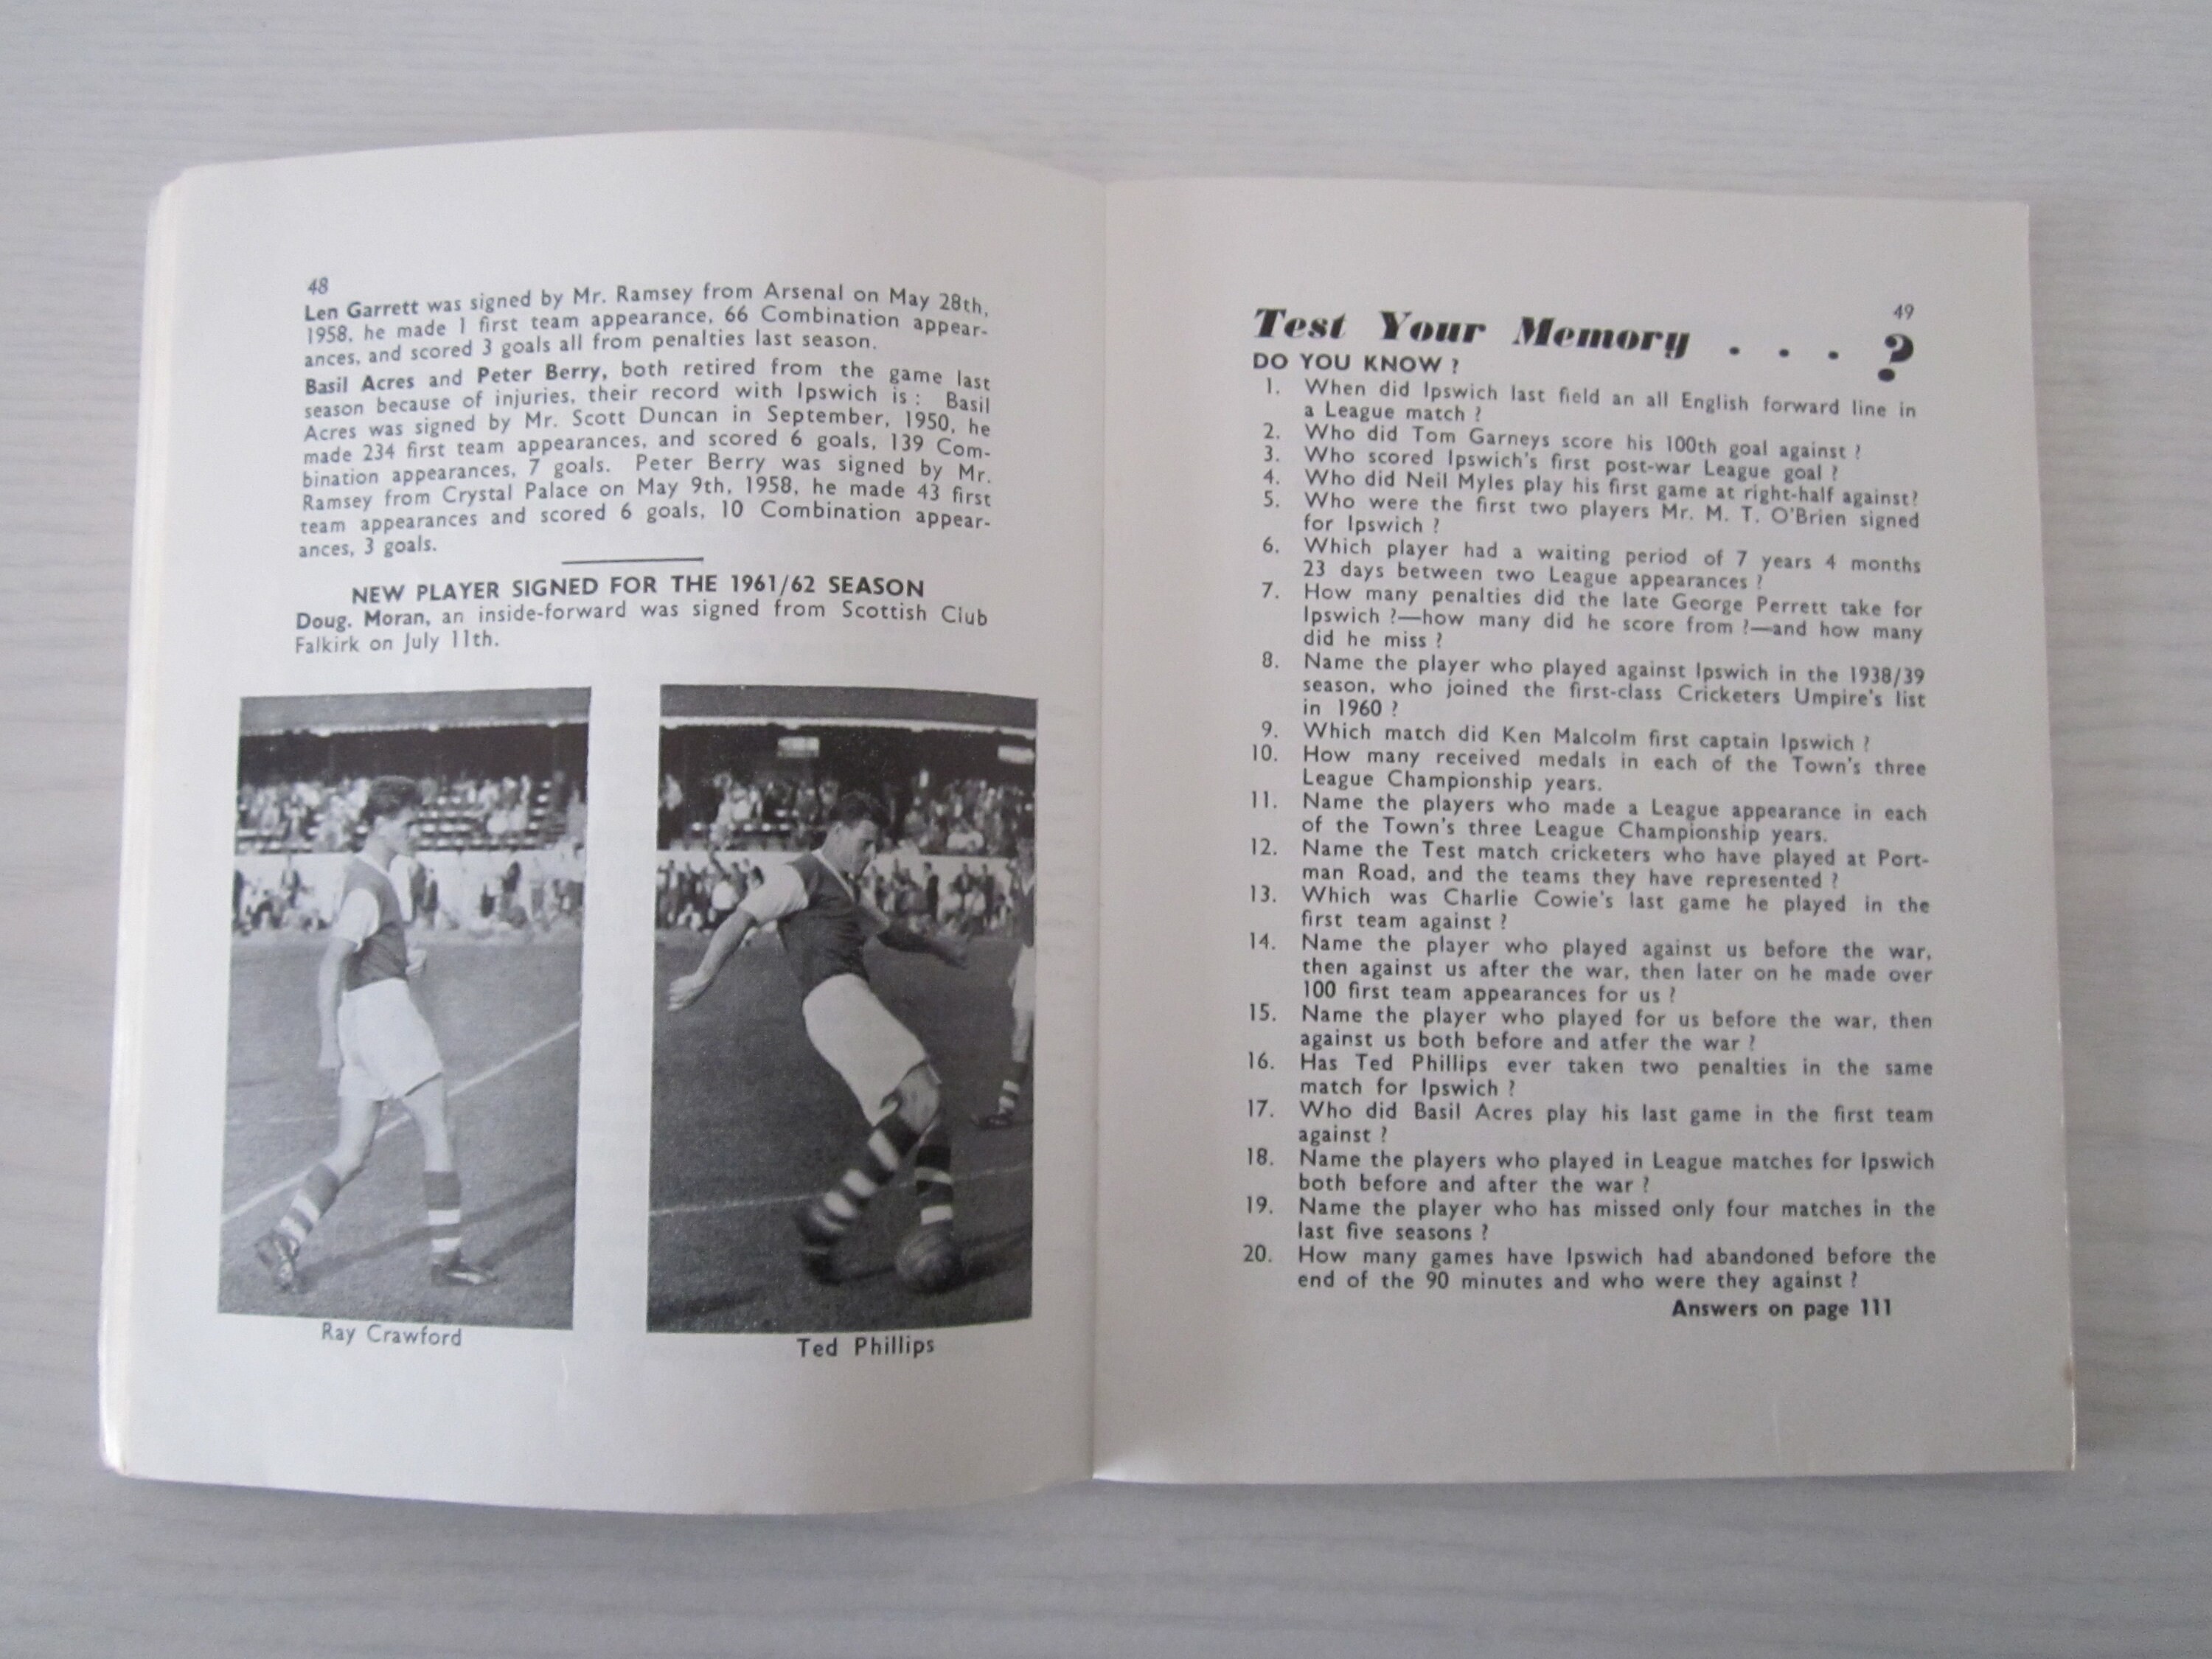 48
Len Garrett was signed by Mr. Ramsey from Arsenal on May 28th,
1958, he made 1 first team appearance, 66 Combination appear-
ances, and scored 3 goals all from penalties last season.
Basil Acres and Peter Berry, both retired from the game last
season because of injuries, their record with Ipswich is : Basil
Acres was signed by Mr. Scott Duncan in September, 1950, he
made 234 first team appearances, and scored 6 goals, 139 Com-
bination appearances, 7 goals. Peter Berry was signed by Mr.
Ramsey from Crystal Palace on May 9th, 1958, he made 43 first
team appearances and scored 6 goals, 10 Combination appear-
ances, 3 goals.
NEW PLAYER SIGNED FOR THE 1961/62 SEASON
Doug. Moran, an inside-forward was signed from Scottish Club
Falkirk on July 11th.
Ray Crawford
Ted Phillips
49
Test Your Memory . . . ?
DO YOU KNOW ?
1. When did Ipswich last field an all English forward line in
a League match ?
2. Who did Tom Garneys score his 100th goal against ?
3. Who scored Ipswich's first post-war League goal ?
4. Who did Neil Myles play his first game at right-half against?
5. Who were the first two players Mr. M. T. O'Brien signed
for Ipswich ?
6. Which player had a waiting period of 7 years 4 months
23 days between two League appearances ?
7. How many penalties did the late George Perrett take for
Ipswich ?—how many did he score from ?—and how many
did he miss ?
8. Name the player who played against Ipswich in the 1938/39
season, who joined the first-class Cricketers Umpire's list
in 1960 ?
9. Which match did Ken Malcolm first captain Ipswich ?
10. How many received medals in each of the Town's three
League Championship years.
11. Name the players who made a League appearance in each
of the Town's three League Championship years.
12. Name the Test match cricketers who have played at Port-
man Road, and the teams they have represented ?
13. Which was Charlie Cowie's last game he played in the
first team against ?
14. Name the player who played against us before the war,
then against us after the war, then later on he made over
100 first team appearances for us ?
15. Name the player who played for us before the war, then
against us both before and atfer the war ?
16. Has Ted Phillips ever taken two penalties in the same
match for Ipswich ?
17. Who did Basil Acres play his last game in the first team
against ?
18. Name the players who played in League matches for Ipswich
both before and after the war ?
19. Name the player who has missed only four matches in the
last five seasons ?
20. How many games have Ipswich had abandoned before the
end of the 90 minutes and who were they against ?
Answers on page 111